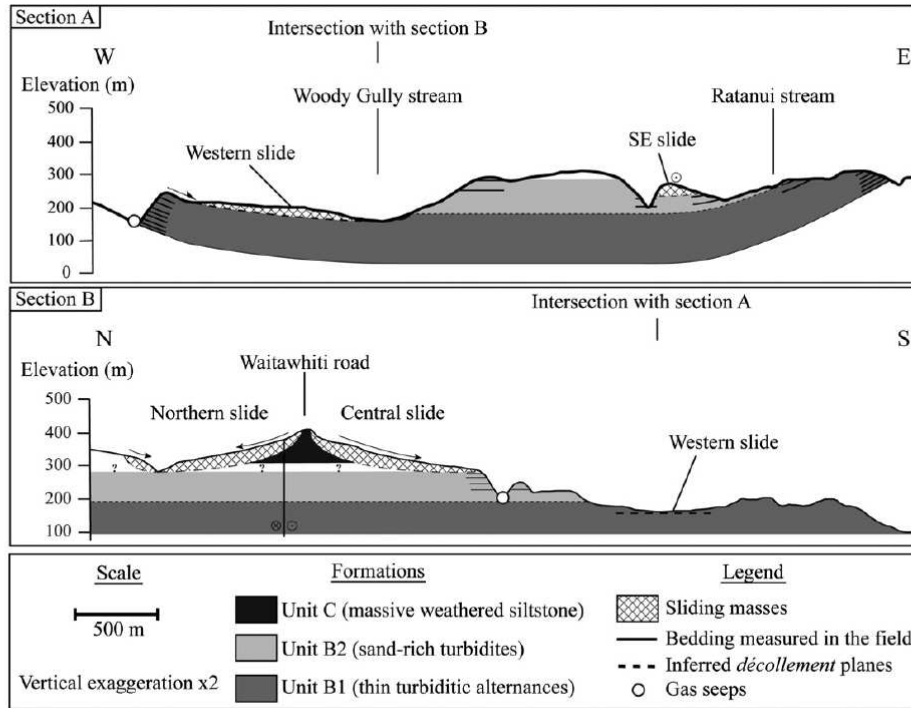 Section A
Intersection with section B
W
E
Elevation (m)
Woody Gully stream
Ratanui stream
500
400
Western slide
SE slide
300
200
100
0
Section B
Intersection with section A
N
S
Waitawhiti road
Elevation (m)
500
Northern slide
Central slide
400
Western slide
300
? ? ?
200
100
Scale
Formations
Legend
Unit C (massive weathered siltstone)
Sliding masses
500 m
Bedding measured in the field
Unit B2 (sand-rich turbidites)
Inferred décollement planes
Vertical exaggeration x2
Unit B1 (thin turbiditic alternances)
Gas seeps